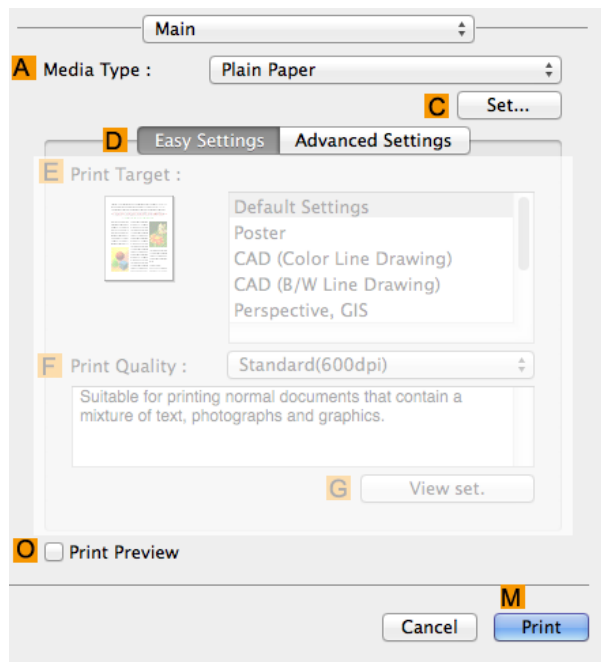 Main
A Media Type : Plain Paper
C Set...
D Easy Settings Advanced Settings
E Print Target :
Default Settings
Poster
CAD (Color Line Drawing)
CAD (B/W Line Drawing)
Perspective, GIS
F Print Quality : Standard(600dpi)
Suitable for printing normal documents that contain a
mixture of text, photographs and graphics.
G View set.
O Print Preview
M
Cancel Print